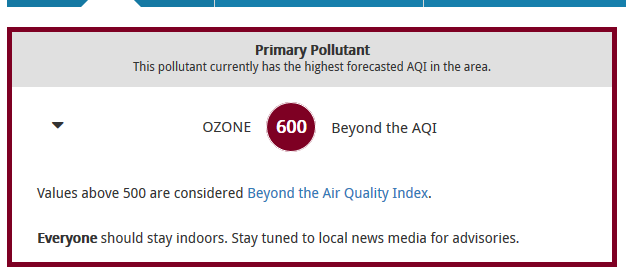 Primary Pollutant
This pollutant currently has the highest forecasted AQI in the area.
OZONE 600 Beyond the AQI
Values above 500 are considered Beyond the Air Quality Index.
Everyone should stay indoors. Stay tuned to local news media for advisories.